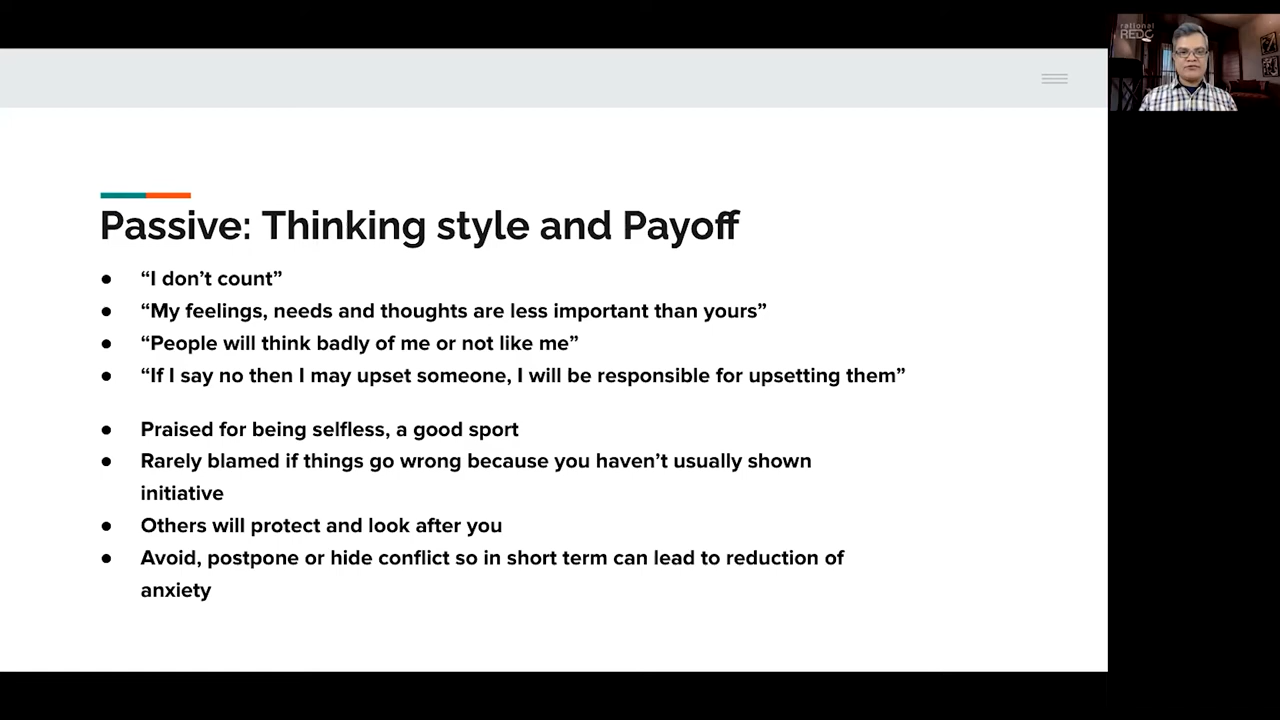 rational
REDC
Passive: Thinking style and Payoff
● “I don’t count”
● “My feelings, needs and thoughts are less important than yours”
● “People will think badly of me or not like me”
● “If I say no then I may upset someone, I will be responsible for upsetting them”
● Praised for being selfless, a good sport
● Rarely blamed if things go wrong because you haven’t usually shown
initiative
● Others will protect and look after you
● Avoid, postpone or hide conflict so in short term can lead to reduction of
anxiety